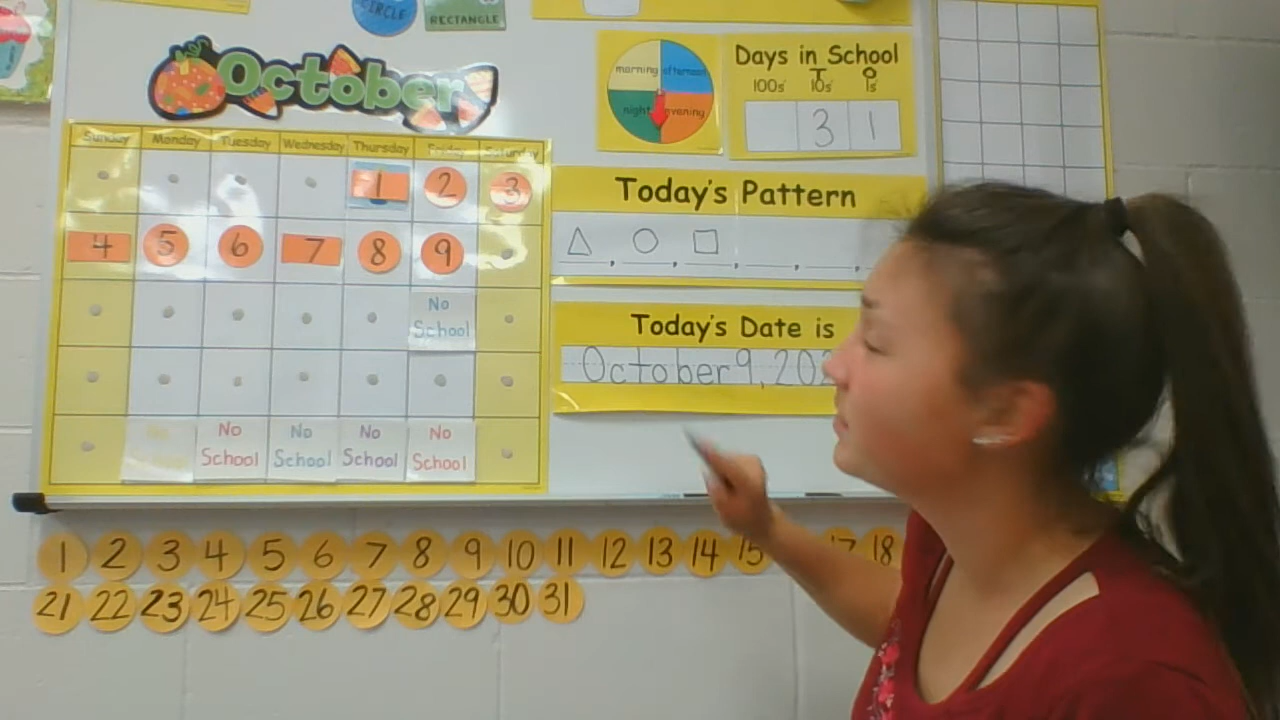 CIRCLE
RECTANGLE
October
morning afternoon
night evening
Days in School
T O
100s 10s 1s
3 1
Sunday Monday Tuesday Wednesday Thursday Friday Saturday
1 2 3
4 5 6 7 8 9
No
School
No No No No
School School School School
Today's Pattern
Today's Date is
October 9, 202
1 2 3 4 5 6 7 8 9 10 11 12 13 14 15 17 18
21 22 23 24 25 26 27 28 29 30 31